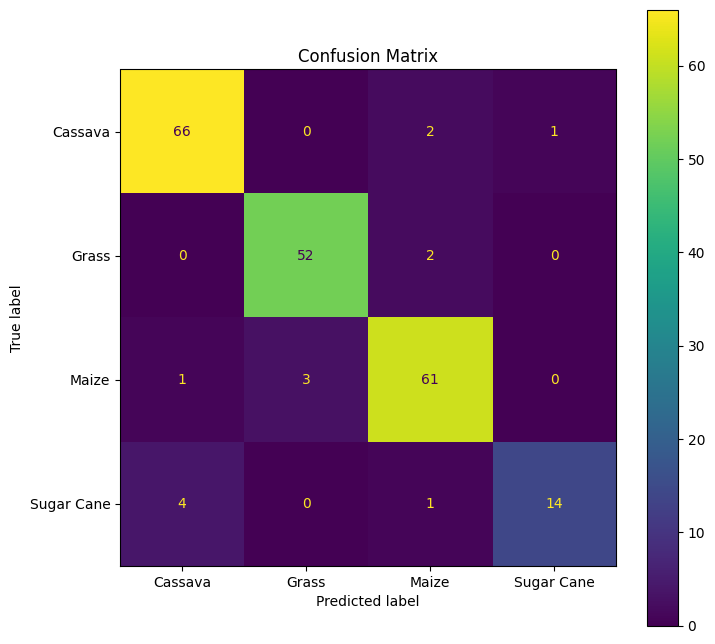 Confusion Matrix
60
50
40
30
20
10
0
True label
Cassava 66 0 2 1
Grass 0 52 2 0
Maize 1 3 61 0
Sugar Cane 4 0 1 14
Cassava Grass Maize Sugar Cane
Predicted label